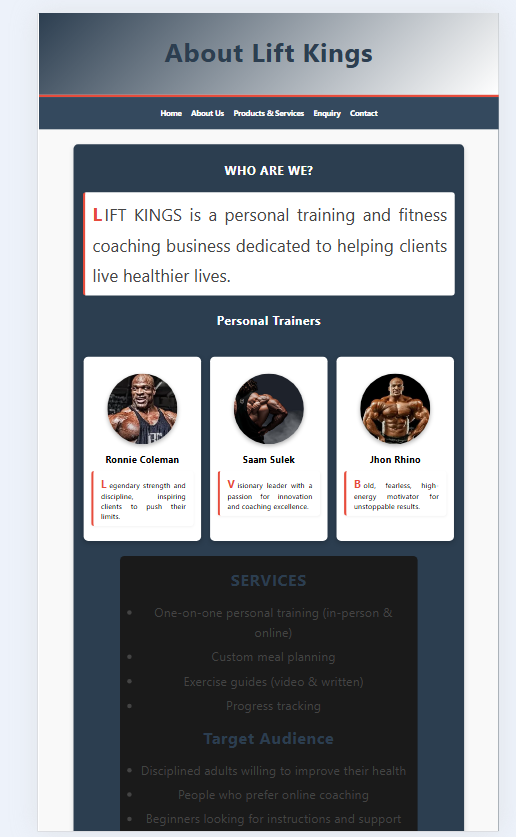 About Lift Kings
Home About Us Products & Services Enquiry Contact
WHO ARE WE?
LIFT KINGS is a personal training and fitness
coaching business dedicated to helping clients
live healthier lives.
Personal Trainers
Ronnie Coleman
Legendary strength and
discipline, inspiring
clients to push their
limits.
Saam Sulek
Visionary leader with a
passion for innovation
and coaching excellence.
Jhon Rhino
Bold, fearless, high-
energy motivator for
unstoppable results.
SERVICES
• One-on-one personal training (in-person &
online)
• Custom meal planning
• Exercise guides (video & written)
• Progress tracking
Target Audience
• Disciplined adults willing to improve their health
• People who prefer online coaching
• Beginners looking for instructions and support